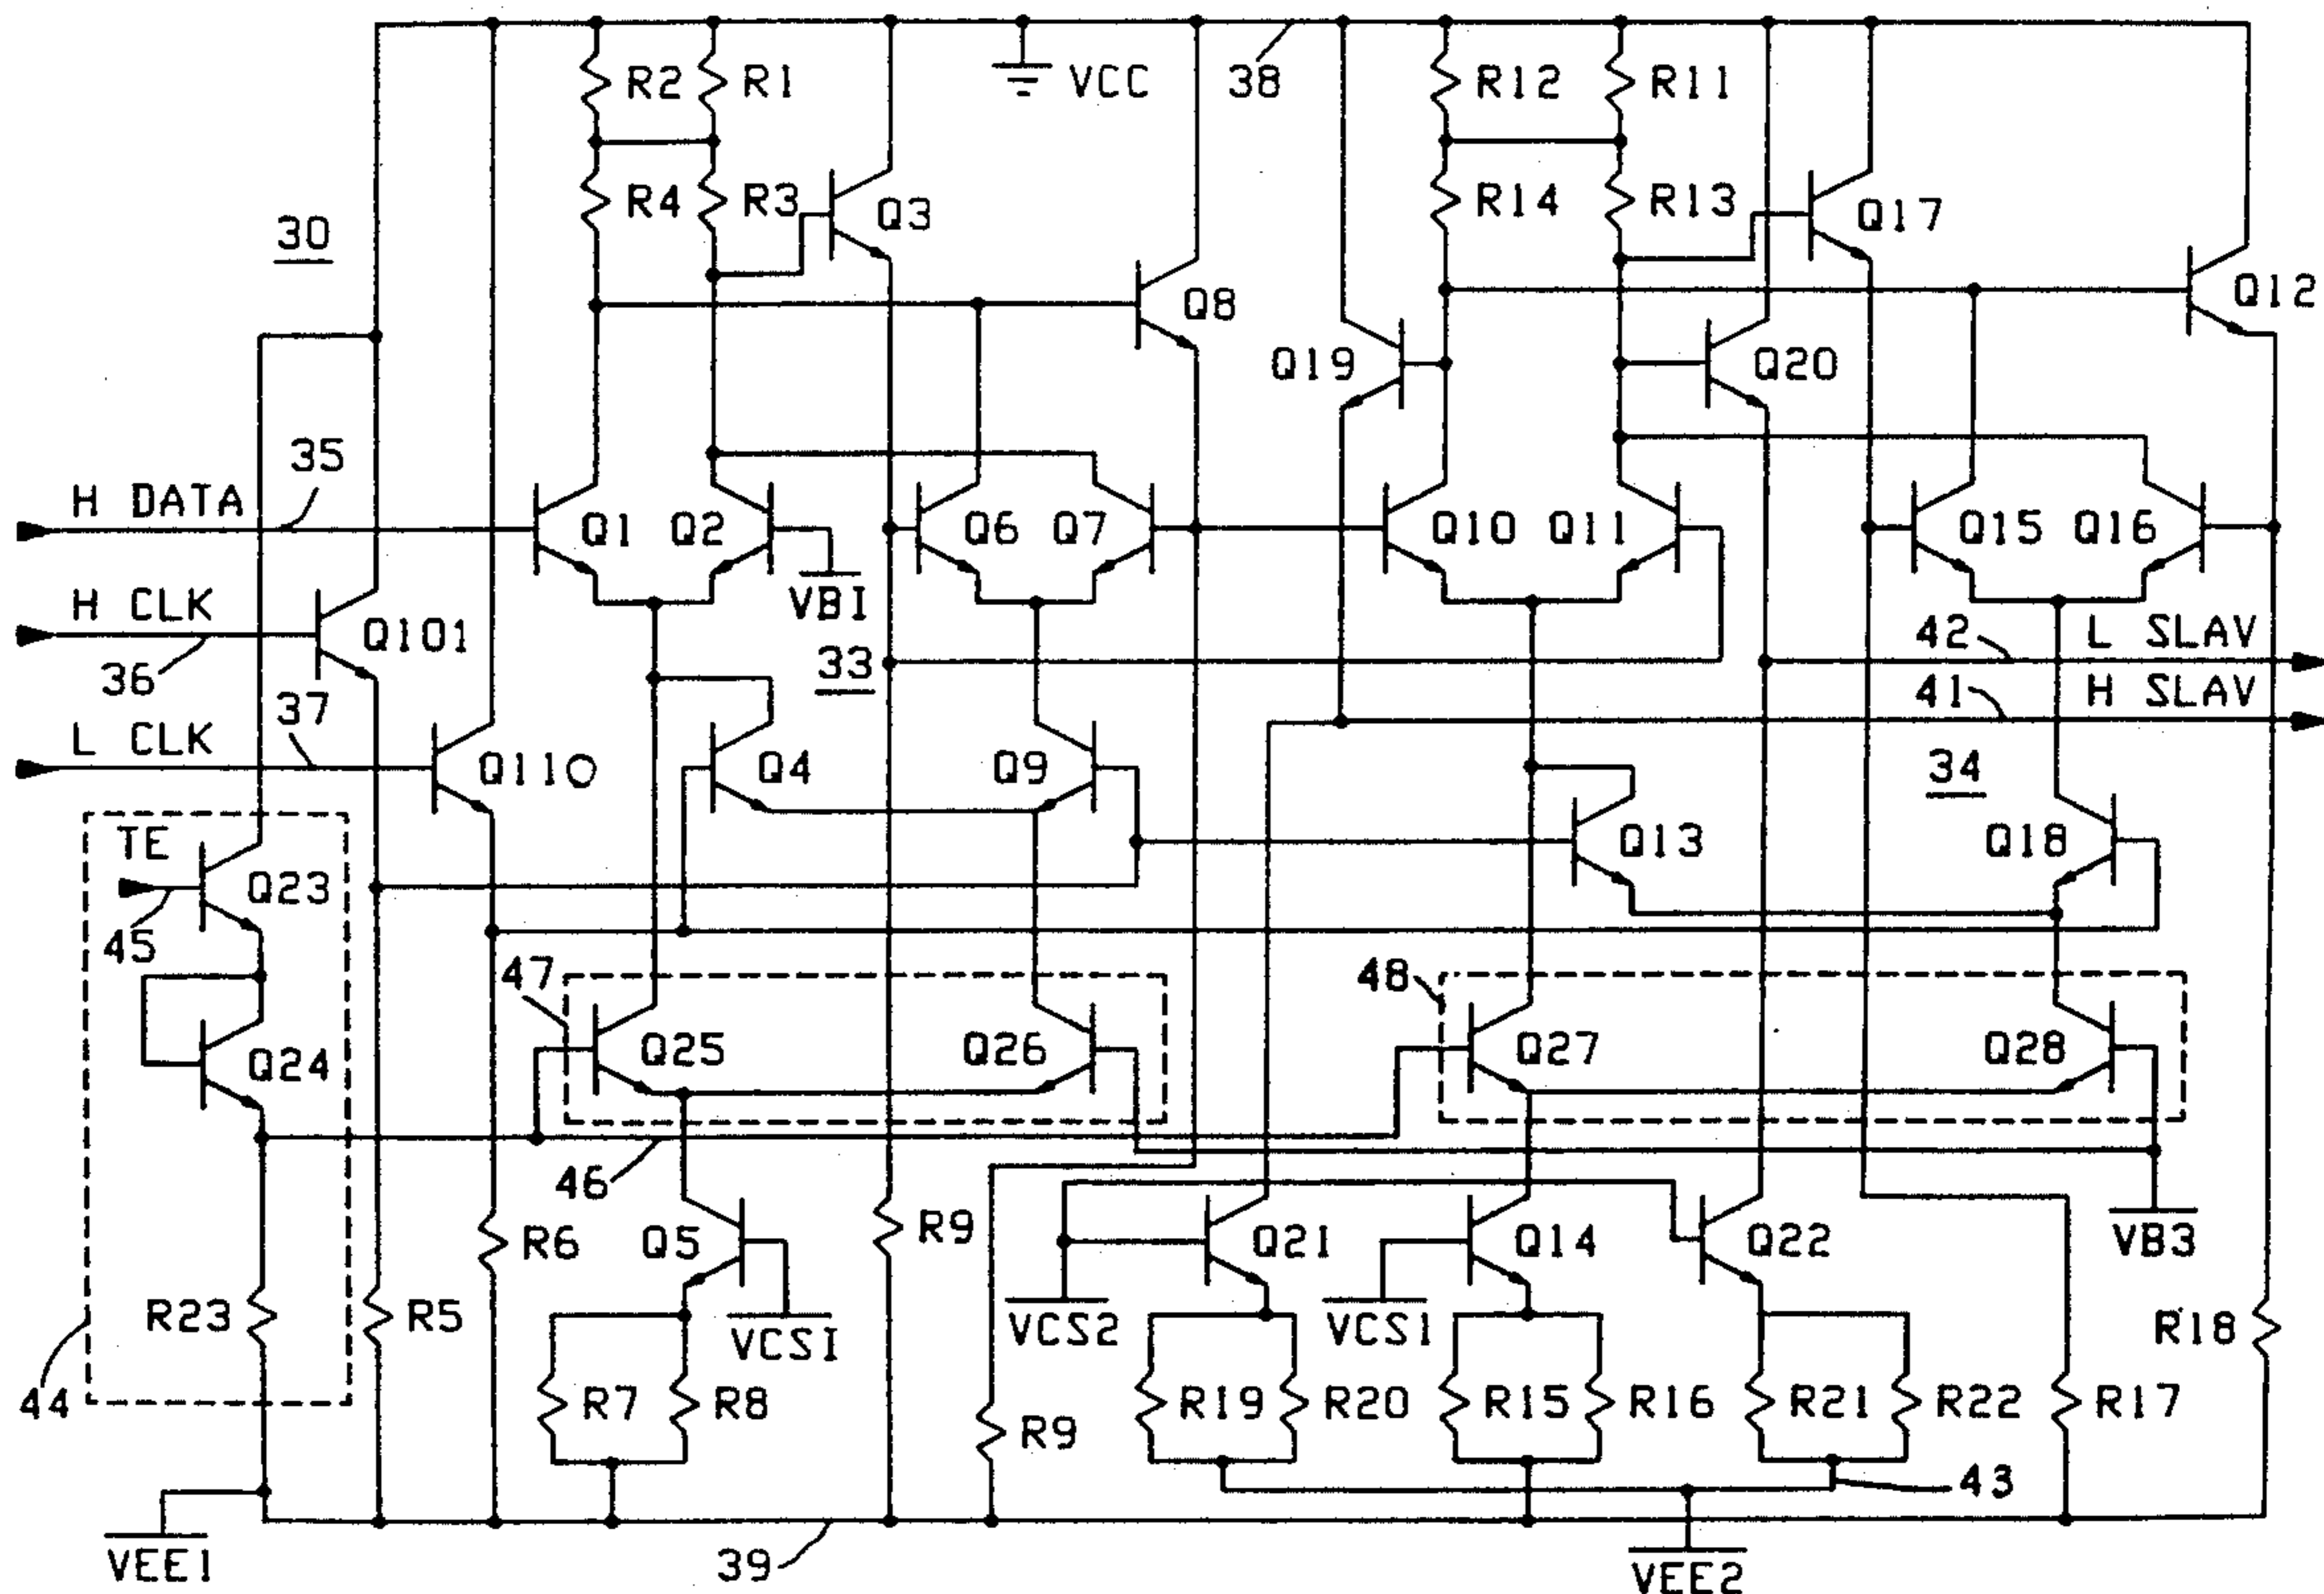 R2 R1 VCC 38 R12 R11
R4 R3 Q3 R14 R13 Q17
30
Q8 Q12
Q19 Q20
35
H DATA Q1 Q2 Q6 Q7 Q10 Q11 Q15 Q16
VBI
H CLK Q101 42 L SLAV
36 33
37 41 H SLAV
L CLK Q110 Q4 Q9 34
TE Q13 Q18
Q23
45
47 48
Q24 Q25 Q26 Q27 Q28
46
R6 Q5 R9 Q21 Q14 Q22 VB3
R23 R5 VCSI VCS2 VCS1 R18
44 R7 R8 R9 R19 R20 R15 R16 R21 R22 R17
43
VEE1 39 VEE2